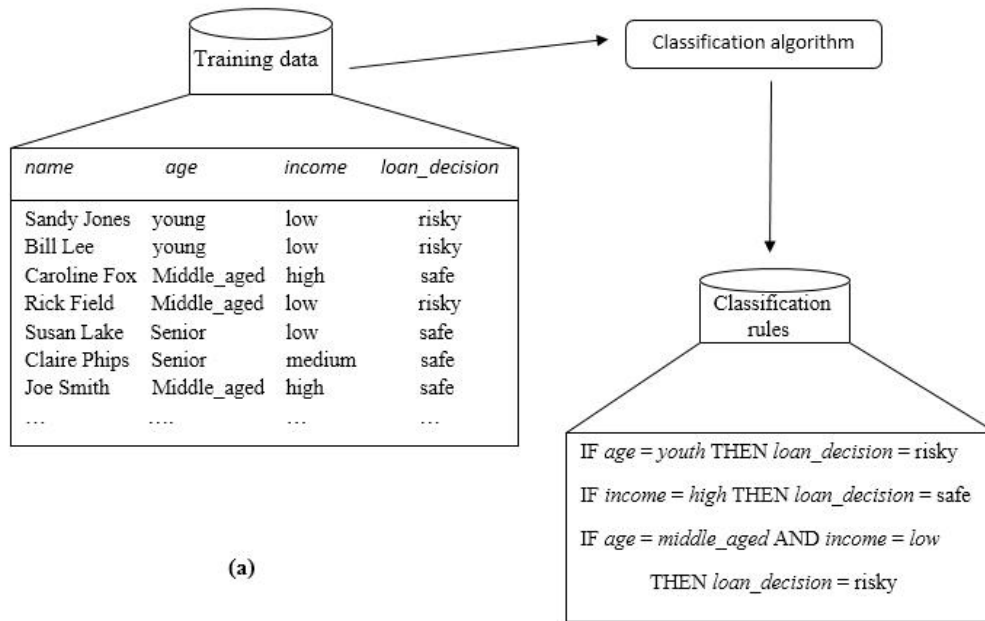 Training data
Classification algorithm
name age income loan_decision
Sandy Jones young low risky
Bill Lee young low risky
Caroline Fox Middle_aged high safe
Rick Field Middle_aged low risky
Susan Lake Senior low safe
Claire Phips Senior medium safe
Joe Smith Middle_aged high safe
… …. … …
Classification
rules
IF age = youth THEN loan_decision = risky
IF income = high THEN loan_decision = safe
IF age = middle_aged AND income = low
THEN loan_decision = risky
(a)